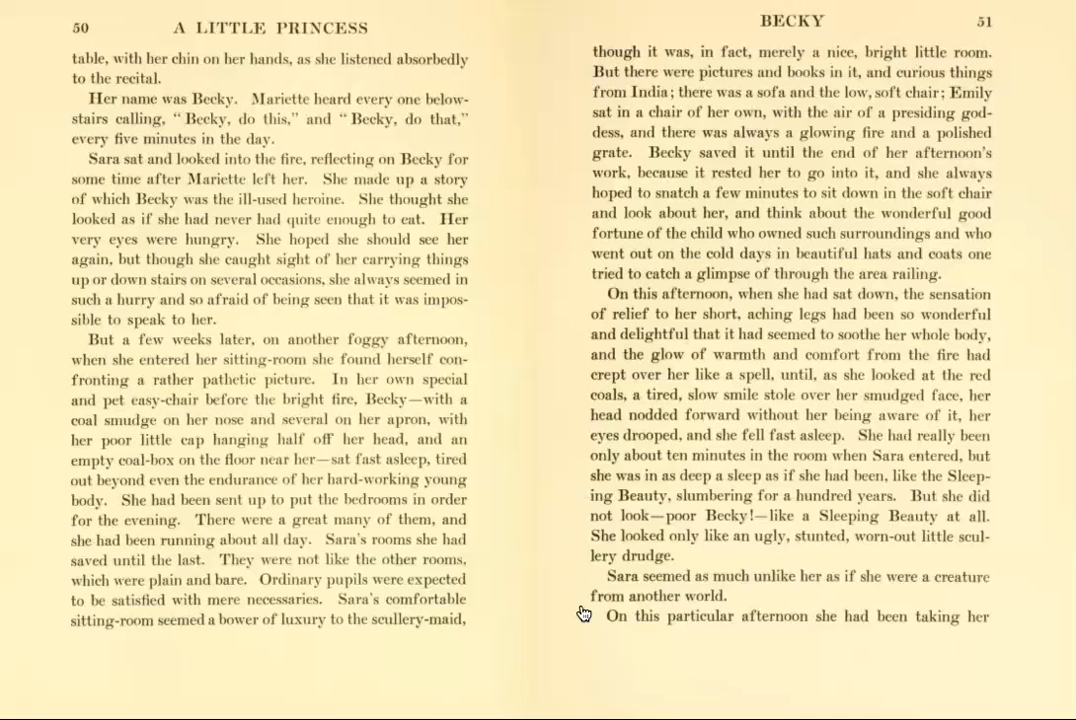 50 A LITTLE PRINCESS
table, with her chin on her hands, as she listened absorbedly
to the recital.
Her name was Becky. Mariette heard every one below-
stairs calling, “Becky, do this,” and “Becky, do that,”
every five minutes in the day.
Sara sat and looked into the fire, reflecting on Becky for
some time after Mariette left her. She made up a story
of which Becky was the ill-used heroine. She thought she
looked as if she had never had quite enough to eat. Her
very eyes were hungry. She hoped she should see her
again, but though she caught sight of her carrying things
up or down stairs on several occasions, she always seemed in
such a hurry and so afraid of being seen that it was impos-
sible to speak to her.
But a few weeks later, on another foggy afternoon,
when she entered her sitting-room she found herself con-
fronting a rather pathetic picture. In her own special
and pet easy-chair before the bright fire, Becky—with a
coal smudge on her nose and several on her apron, with
her poor little cap hanging half off her head, and an
empty coal-box on the floor near her—sat fast asleep, tired
out beyond even the endurance of her hard-working young
body. She had been sent up to put the bedrooms in order
for the evening. There were a great many of them, and
she had been running about all day. Sara's rooms she had
saved until the last. They were not like the other rooms,
which were plain and bare. Ordinary pupils were expected
to be satisfied with mere necessaries. Sara's comfortable
sitting-room seemed a bower of luxury to the scullery-maid,
BECKY 51
though it was, in fact, merely a nice, bright little room.
But there were pictures and books in it, and curious things
from India; there was a sofa and the low, soft chair; Emily
sat in a chair of her own, with the air of a presiding god-
dess, and there was always a glowing fire and a polished
grate. Becky saved it until the end of her afternoon's
work, because it rested her to go into it, and she always
hoped to snatch a few minutes to sit down in the soft chair
and look about her, and think about the wonderful good
fortune of the child who owned such surroundings and who
went out on the cold days in beautiful hats and coats one
tried to catch a glimpse of through the area railing.
On this afternoon, when she had sat down, the sensation
of relief to her short, aching legs had been so wonderful
and delightful that it had seemed to soothe her whole body,
and the glow of warmth and comfort from the fire had
crept over her like a spell, until, as she looked at the red
coals, a tired, slow smile stole over her smudged face, her
head nodded forward without her being aware of it, her
eyes drooped, and she fell fast asleep. She had really been
only about ten minutes in the room when Sara entered, but
she was in as deep a sleep as if she had been, like the Sleep-
ing Beauty, slumbering for a hundred years. But she did
not look—poor Becky!—like a Sleeping Beauty at all.
She looked only like an ugly, stunted, worn-out little scul-
lery drudge.
Sara seemed as much unlike her as if she were a creature
from another world.
On this particular afternoon she had been taking her